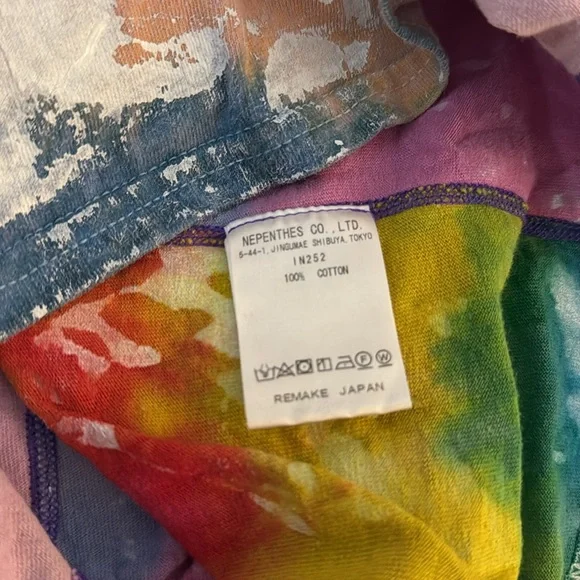 NEPENTHES CO.,LTD.
5-44-1, JINGUMAE SHIBUYA, TOKYO
IN252
100% COTTON
REMAKE JAPAN